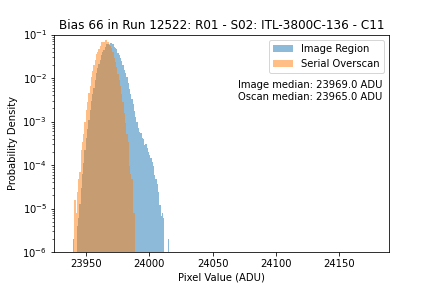 Bias 66 in Run 12522: R01 - S02: ITL-3800C-136 - C11
Image Region
Serial Overscan
Image median: 23969.0 ADU
Oscan median: 23965.0 ADU
Probability Density
10⁻¹
10⁻²
10⁻³
10⁻⁴
10⁻⁵
10⁻⁶
23950 24000 24050 24100 24150
Pixel Value (ADU)